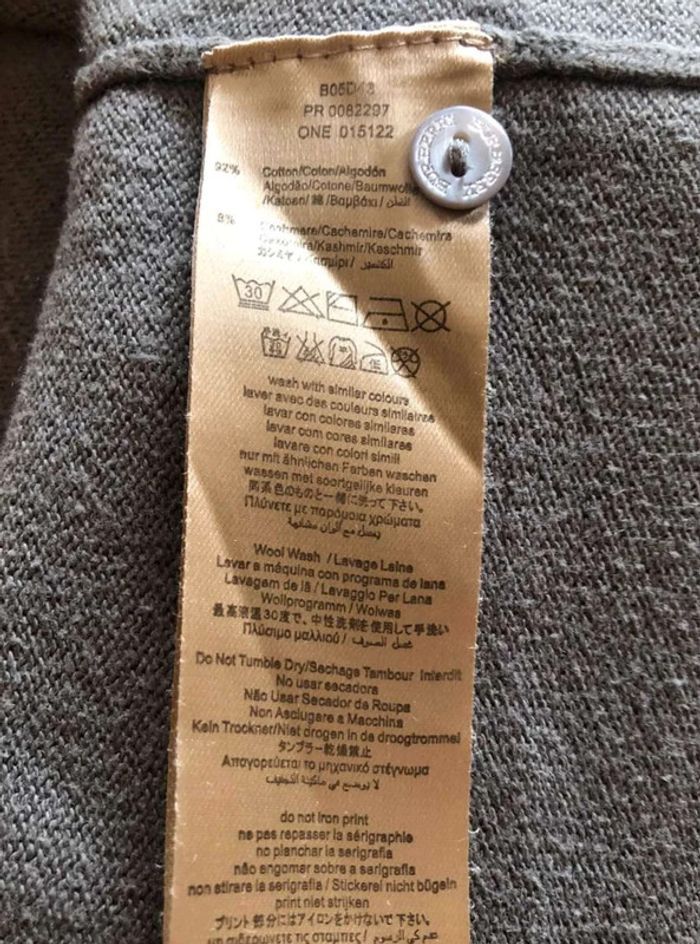 PR 0082297
ONE 015122
BURBERRY BURBERRY
92% Cotton/Coton/Algodón
Algodão/Cotone/Baumwolle
/Katoen/ 綿 /Βαμβάκι / القطن
8% Cashmere/Cachemire/Cachemira
/Kashmir/Kaschmir
カシミヤ
30
wash with similar colours
laver avec des couleurs similaires
lavar con colores similares
lavar com cores similares
lavare con colori simili
nur mit ähnlichen Farben waschen
wassen met soortgelijke kleuren
同系色のものと一緒に洗って下さい。
Πλύνετε με παρόμοια χρώματα
يغسل مع ألوان مشابهة
Wool Wash / Lavage Laine
Lavar a máquina con programa de lana
Lavagem de lã / Lavaggio Per Lana
Wollprogramm / Wolwas
最高液温30度で、中性洗剤を使用して手洗い
Πλύσιμο μαλλιού / غسل الصوف
Do Not Tumble Dry/Sechage Tambour Interdit
No usar secadora
Não Usar Secador de Roupa
Non Asciugare a Macchina
Kein Trockner/Niet drogen in de droogtrommel
タンブラー乾燥禁止
Απαγορεύεται το μηχανικό στέγνωμα
لا يوضع في ماكينة التجفيف
do not iron print
ne pas repasser la sérigraphie
no planchar la serigrafia
não engomar sobre a serigrafia
non stirare la serigrafia / Stickerei nicht bügeln
print niet strijken
プリント部分にはアイロンをかけないで下さい。